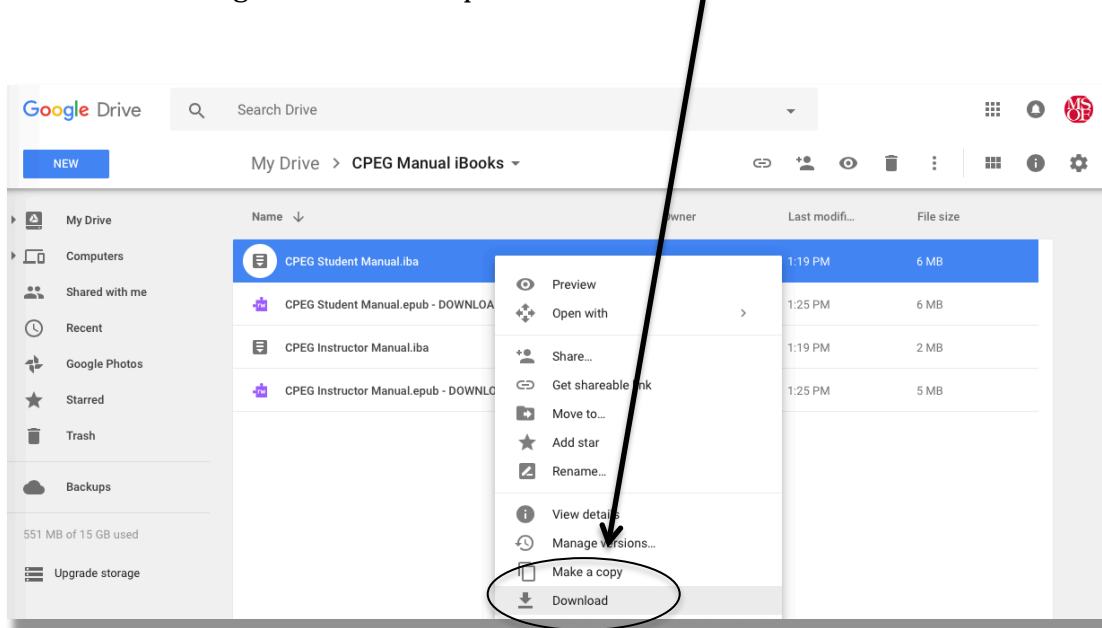 Google Drive
Search Drive
MS
OF
NEW
My Drive > CPEG Manual iBooks
My Drive
Computers
Shared with me
Recent
Google Photos
Starred
Trash
Backups
551 MB of 15 GB used
Upgrade storage
Name
Last modifi...
File size
CPEG Student Manual.iba
1:19 PM
6 MB
CPEG Student Manual.epub - DOWNLOA
1:25 PM
6 MB
CPEG Instructor Manual.iba
1:19 PM
2 MB
CPEG Instructor Manual.epub - DOWNLO
1:25 PM
5 MB
Preview
Open with
Share...
Get shareable link
Move to...
Add star
Rename...
View details
Manage versions...
Make a copy
Download